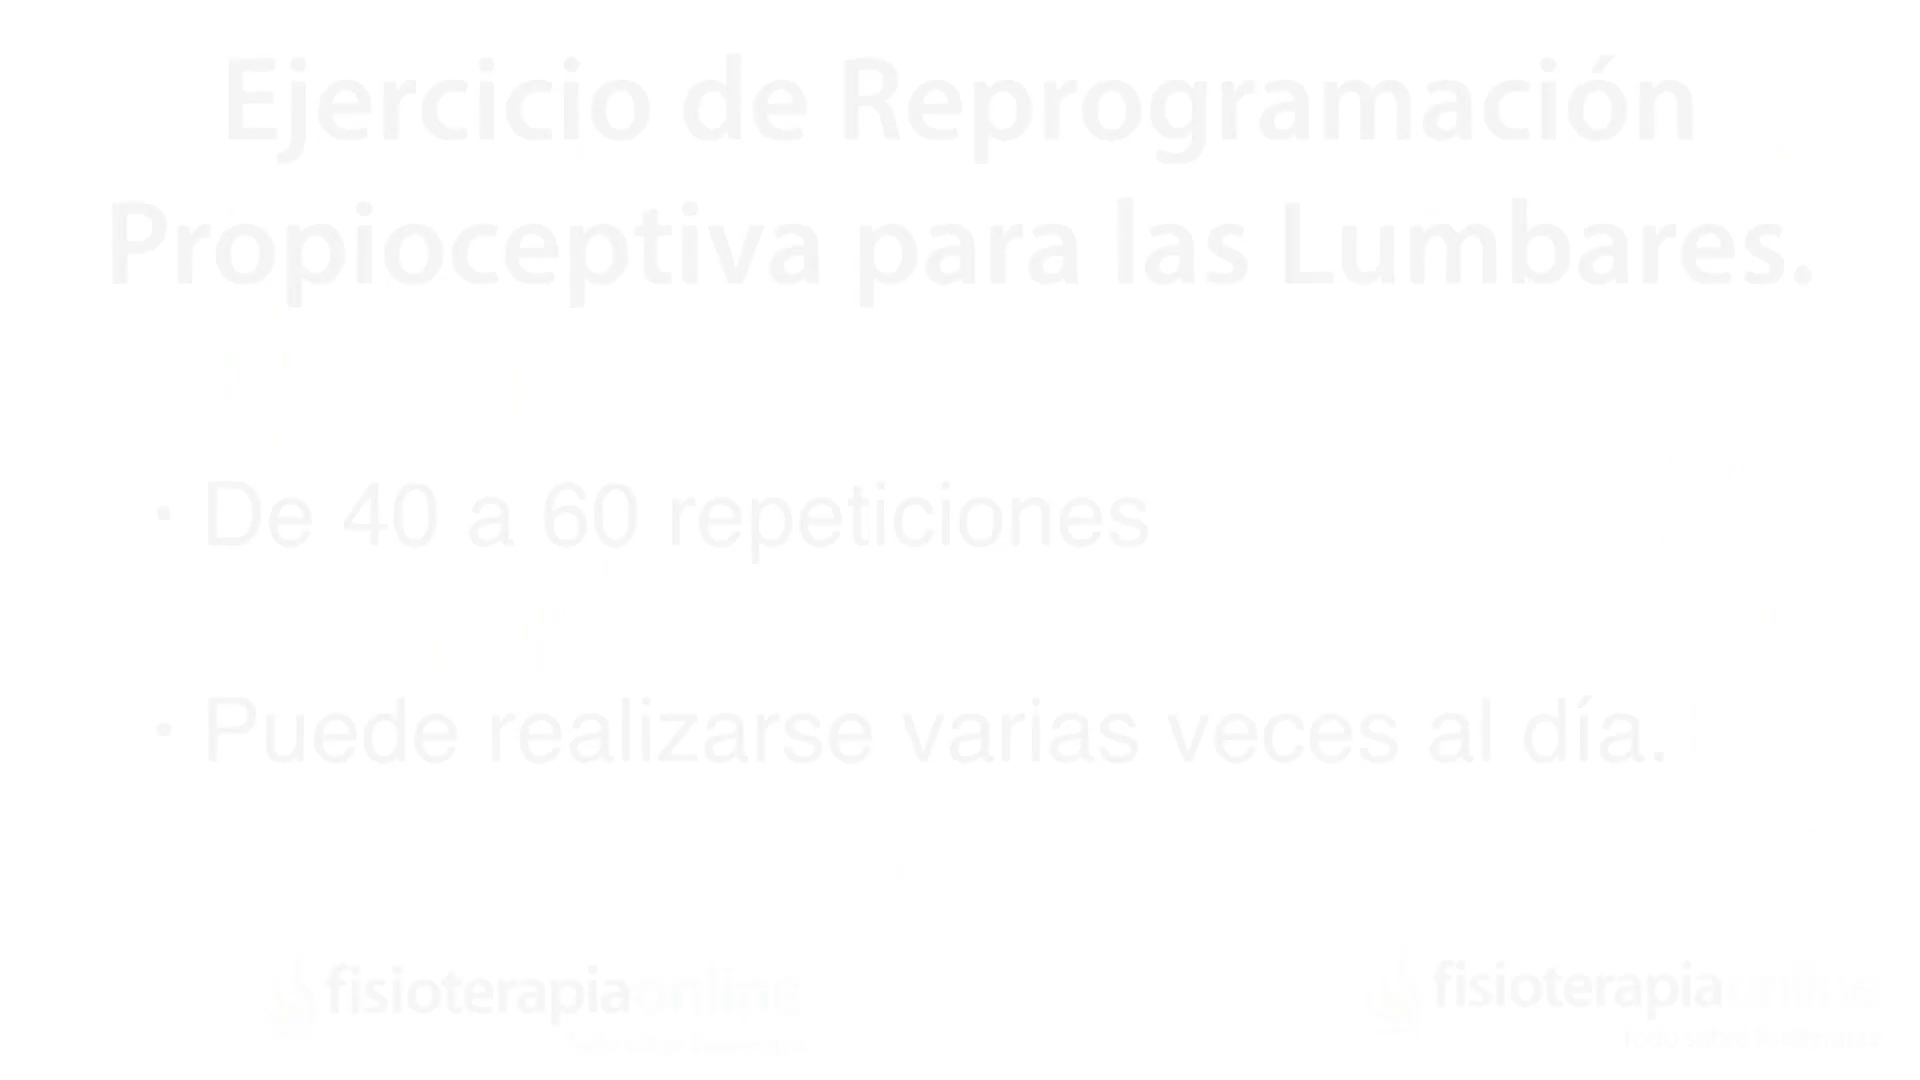 Ejercicio de Reprogramación
Propioceptiva para las Lumbares.
· De 40 a 60 repeticiones
· Puede realizarse varias veces al día.
fisioterapiaonline
fisioterapiaonline